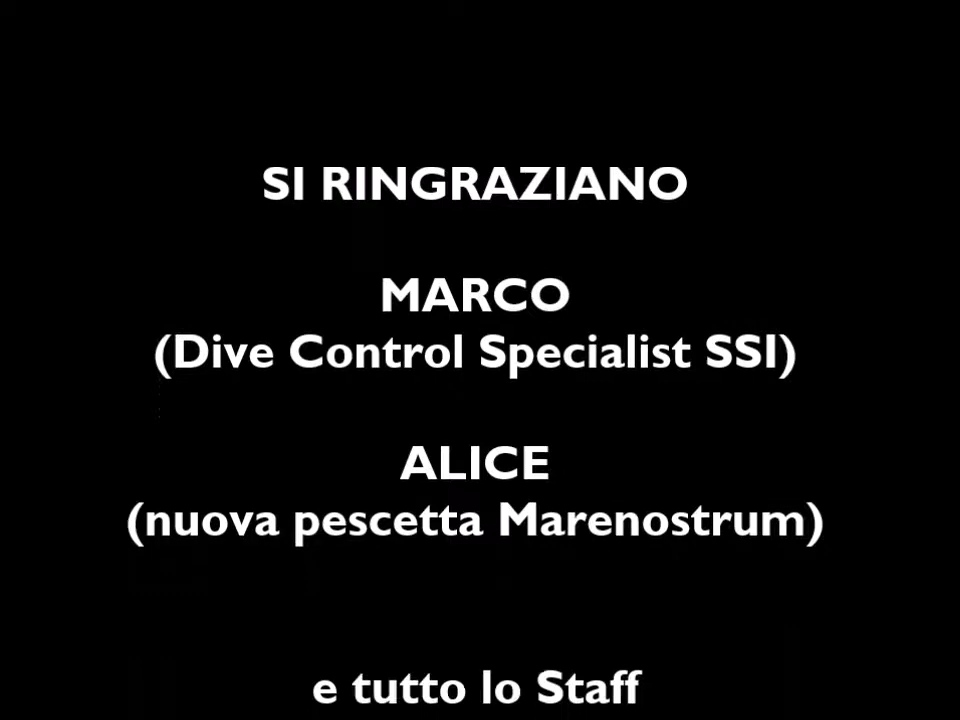 SI RINGRAZIANO
MARCO
(Dive Control Specialist SSI)
ALICE
(nuova pescetta Marenostrum)
e tutto lo Staff